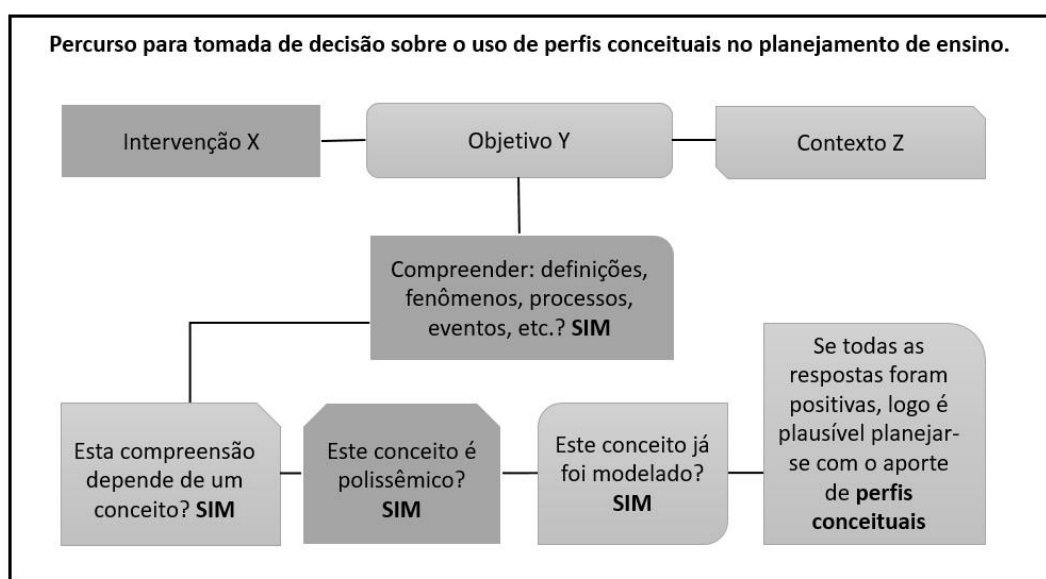 Percurso para tomada de decisão sobre o uso de perfis conceituais no planejamento de ensino.
Intervenção X
Objetivo Y
Contexto Z
Compreender: definições,
fenômenos, processos,
eventos, etc.? SIM
Esta compreensão
depende de um
conceito? SIM
Este conceito é
polissêmico?
SIM
Este conceito já
foi modelado?
SIM
Se todas as
respostas foram
positivas, logo é
plausível planejar-
se com o aporte
de perfis
conceituais